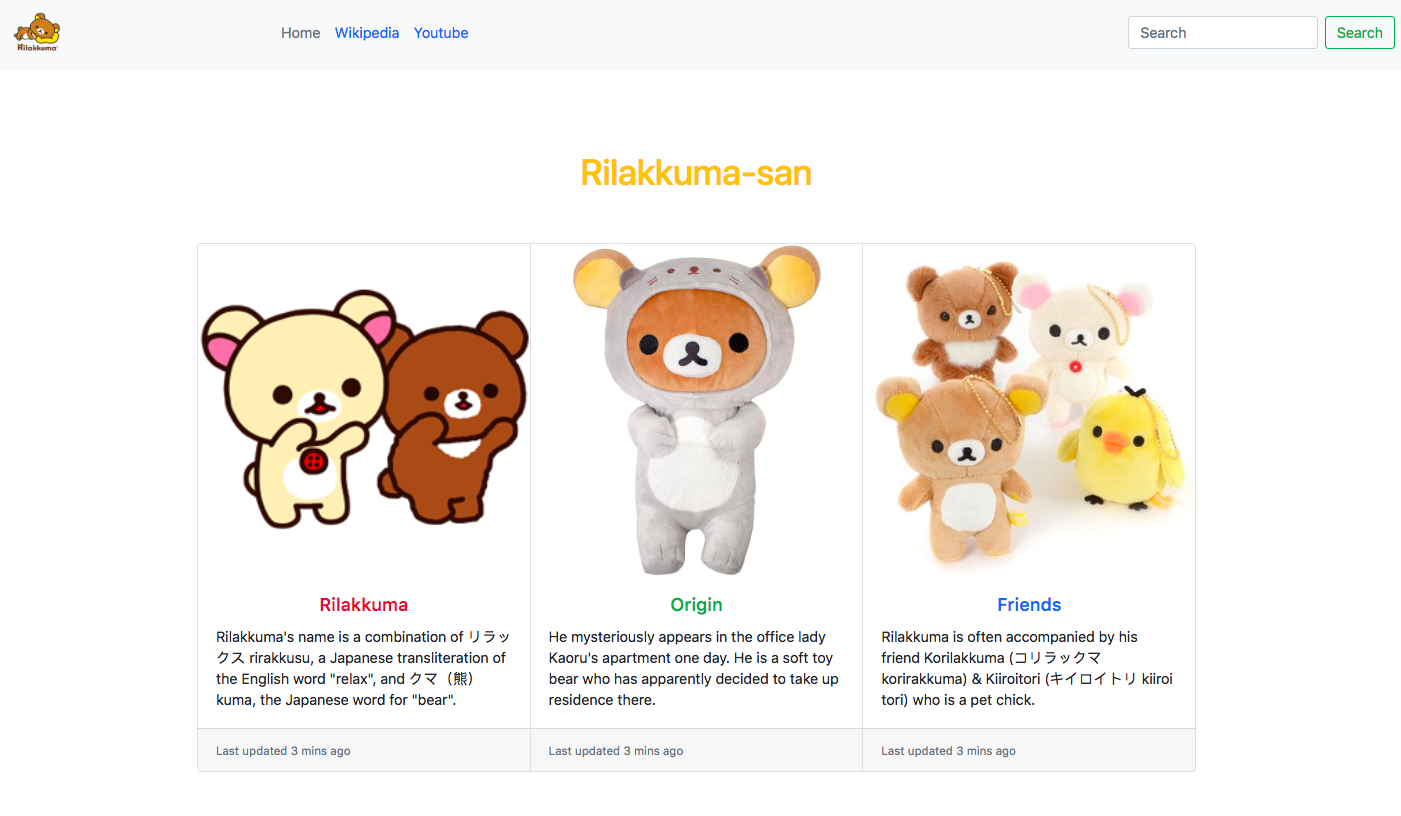 Rilakkuma
Home Wikipedia Youtube Search Search
Rilakkuma-san
Rilakkuma
Rilakkuma's name is a combination of リラッ
クス rirakkusu, a Japanese transliteration of
the English word "relax", and クマ（熊）
kuma, the Japanese word for "bear".
Last updated 3 mins ago
Origin
He mysteriously appears in the office lady
Kaoru's apartment one day. He is a soft toy
bear who has apparently decided to take up
residence there.
Last updated 3 mins ago
Friends
Rilakkuma is often accompanied by his
friend Korilakkuma (コリラックマ
korirakkuma) & Kiiroitori (キイロイトリ kiiroi
tori) who is a pet chick.
Last updated 3 mins ago